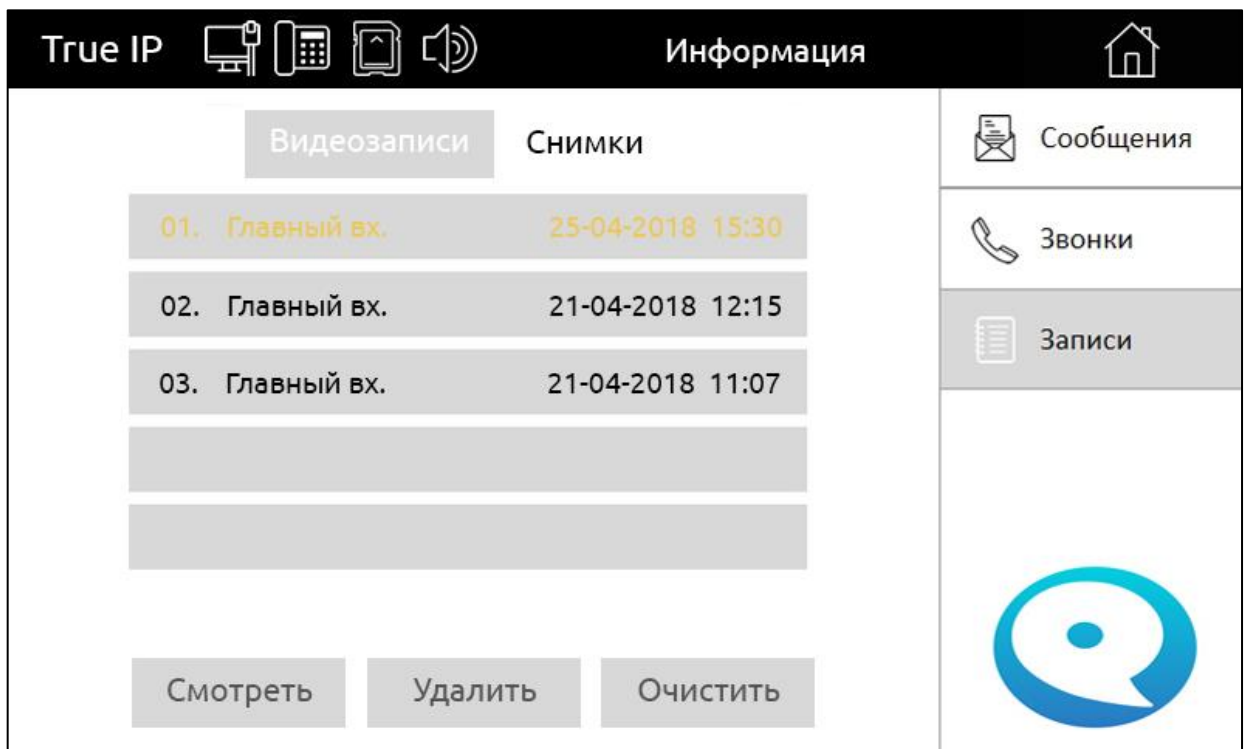 True IP Информация
Видеозаписи Снимки
01. Главный вх. 25-04-2018 15:30
02. Главный вх. 21-04-2018 12:15
03. Главный вх. 21-04-2018 11:07
Смотреть Удалить Очистить
Сообщения
Звонки
Записи